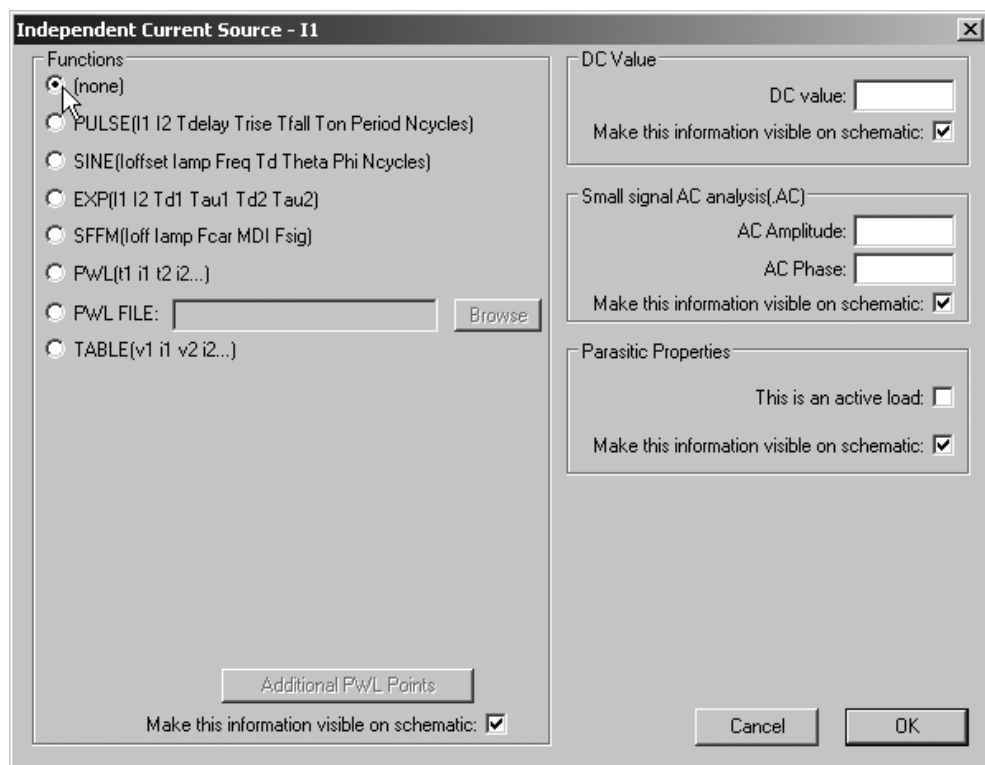 Independent Current Source - I1
Functions
(none)
PULSE(I1 I2 Tdelay Trise Tfall Ton Period Ncycles)
SINE(Ioffset Iamp Freq Td Theta Phi Ncycles)
EXP(I1 I2 Td1 Tau1 Td2 Tau2)
SFFM(Ioff Iamp Fcar MDI Fsig)
PWL(t1 i1 t2 i2...)
PWL FILE:
Browse
TABLE(v1 i1 v2 i2...)
Additional PWL Points
Make this information visible on schematic:
DC Value
DC value:
Make this information visible on schematic:
Small signal AC analysis(.AC)
AC Amplitude:
AC Phase:
Make this information visible on schematic:
Parasitic Properties
This is an active load:
Make this information visible on schematic:
Cancel
OK